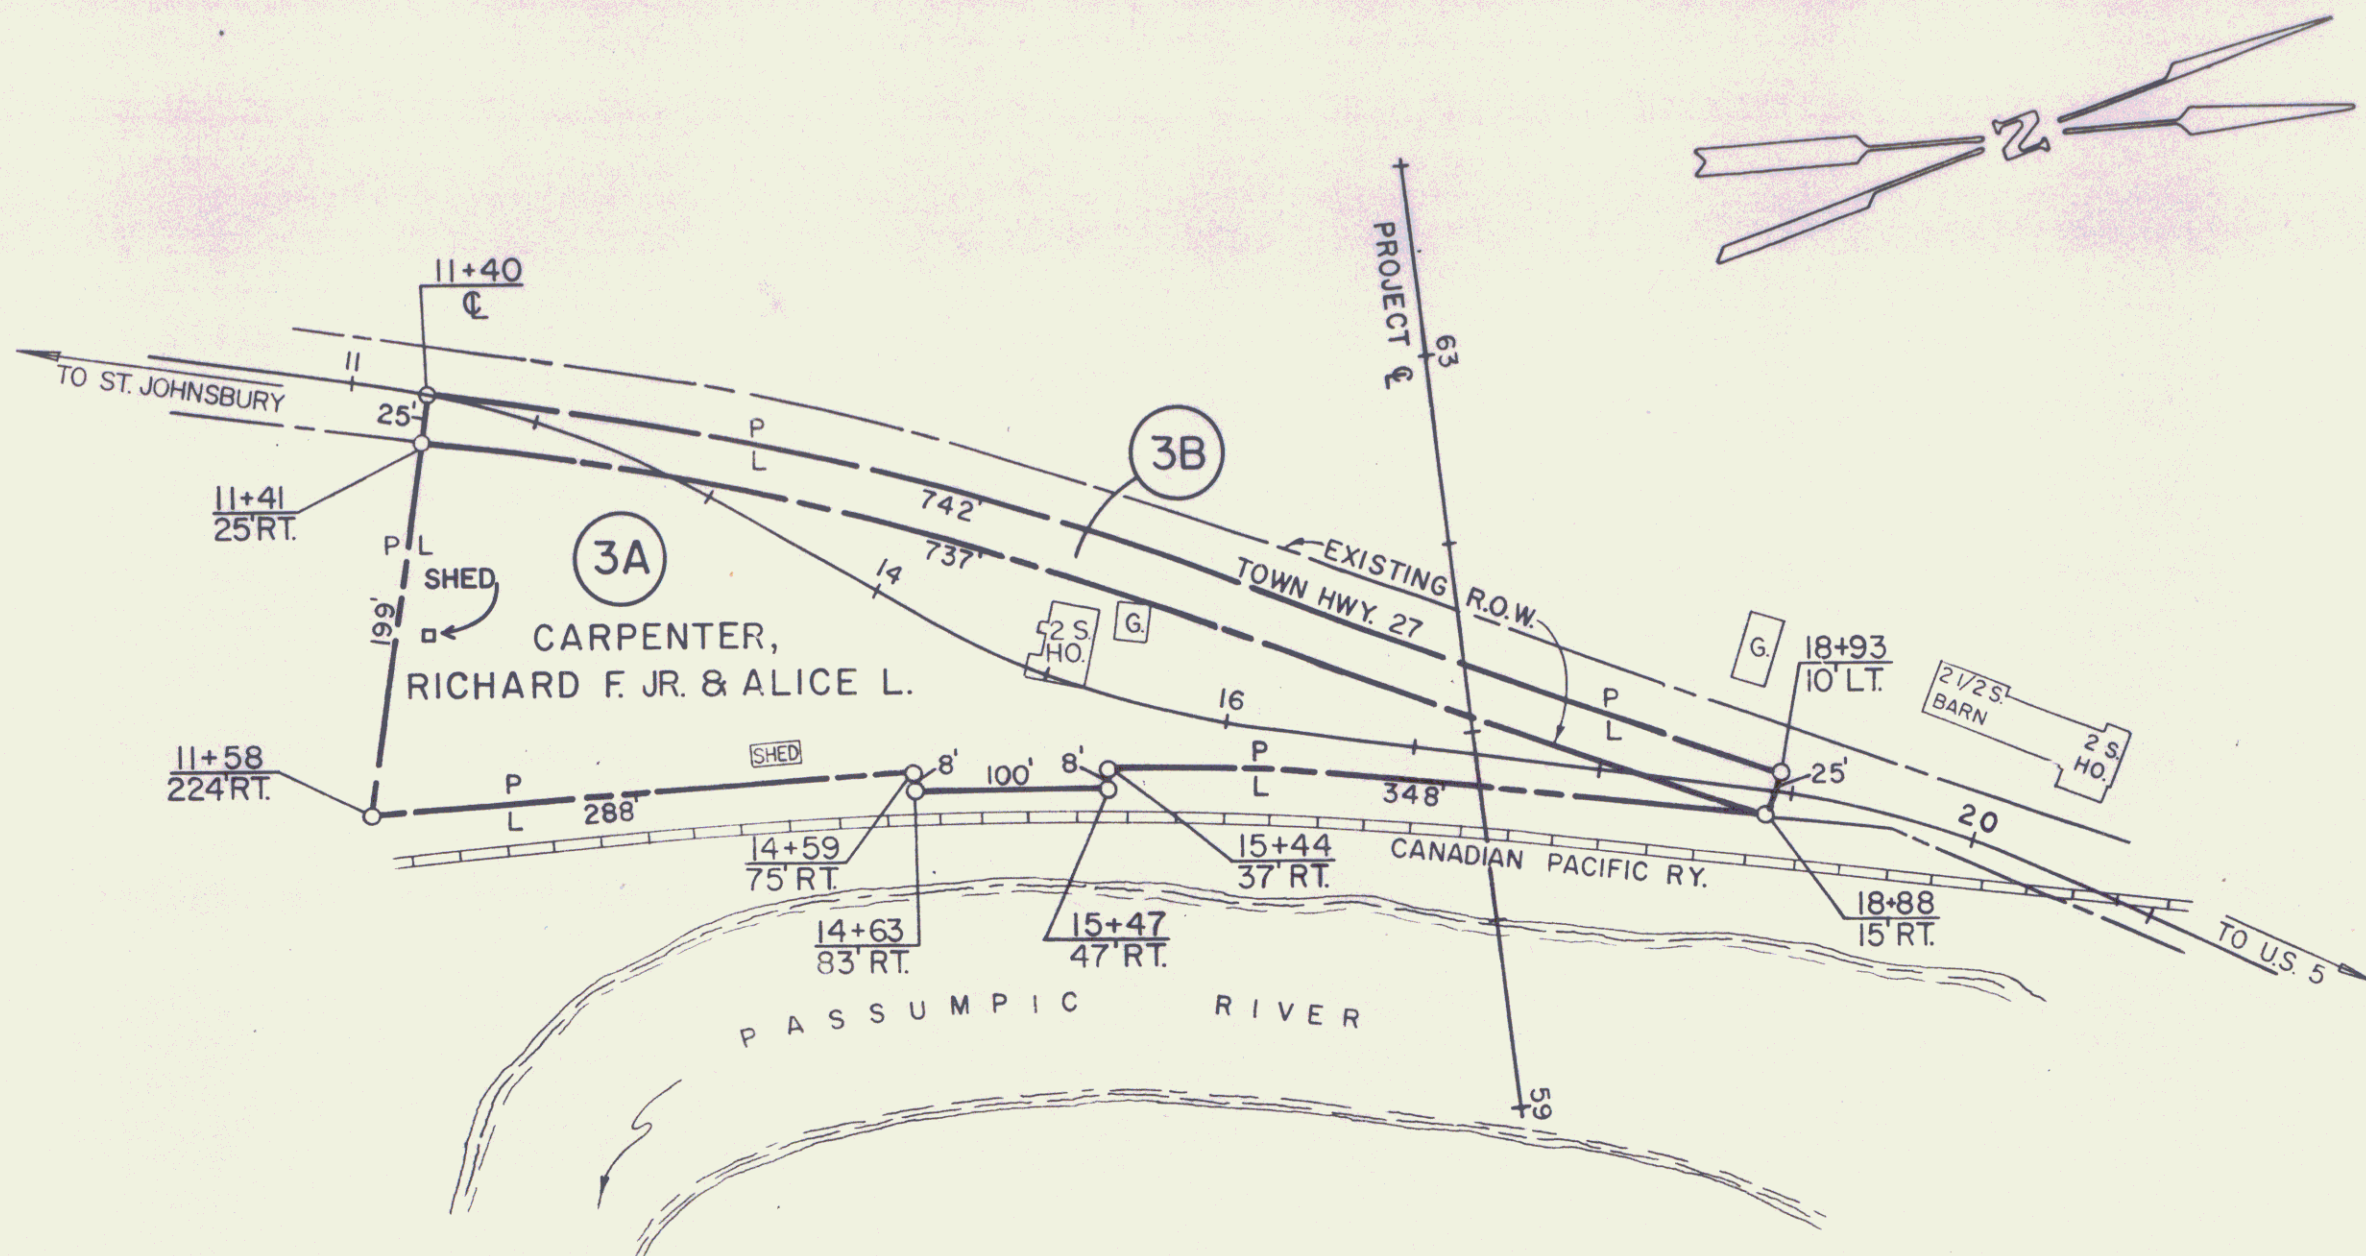 N
11+40
℄
11
TO ST. JOHNSBURY
25'
11+41
25'RT.
P L
SHED
199'
3A
CARPENTER,
RICHARD F. JR. & ALICE L.
11+58
224'RT.
P
L
742'
737'
14
3B
PROJECT ℄
63
EXISTING R.O.W.
TOWN HWY. 27
2 S.
HO.
G.
16
P
L
G.
18+93
10' LT.
2 1/2 S.
BARN
2 S.
HO.
25'
20
SHED
P
L
288'
8'
100'
8'
P
L
348'
14+59
75' RT.
15+44
37' RT.
CANADIAN PACIFIC RY.
14+63
83' RT.
15+47
47' RT.
18+88
15' RT.
TO U.S. 5
PASSUMPIC RIVER
59